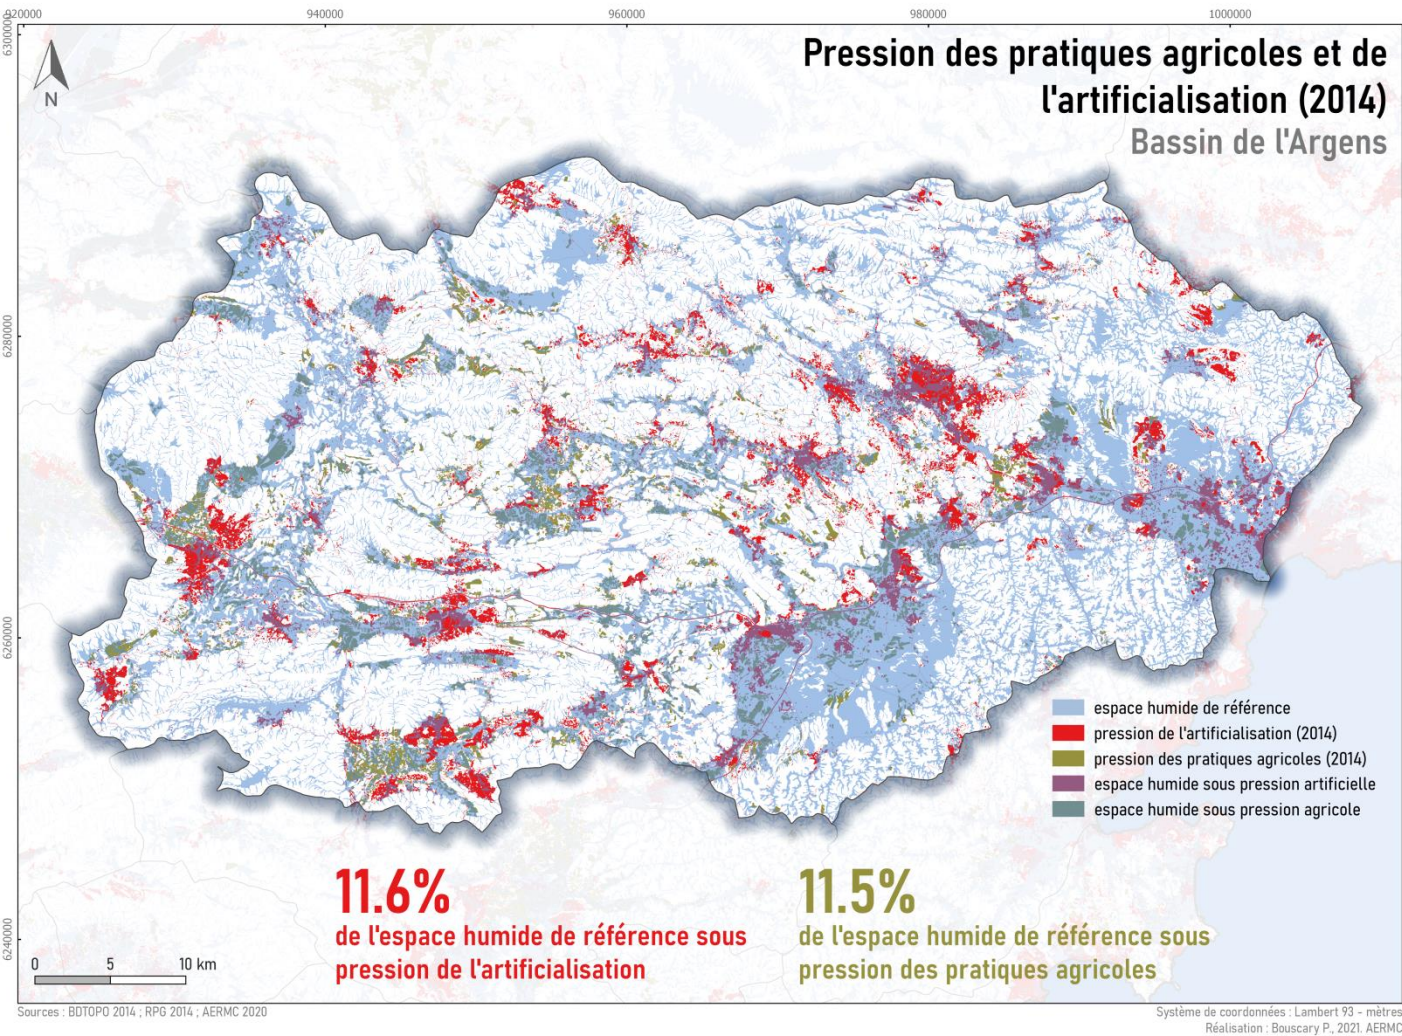 920000 940000 960000 980000 1000000
6300000
6280000
6260000
6240000
N
Pression des pratiques agricoles et de
l'artificialisation (2014)
Bassin de l'Argens
espace humide de référence
pression de l'artificialisation (2014)
pression des pratiques agricoles (2014)
espace humide sous pression artificielle
espace humide sous pression agricole
11.6%
de l'espace humide de référence sous
pression de l'artificialisation
11.5%
de l'espace humide de référence sous
pression des pratiques agricoles
0 5 10 km
Sources : BDTOPO 2014 ; RPG 2014 ; AERMC 2020
Système de coordonnées : Lambert 93 - mètres
Réalisation : Bouscary P., 2021. AERMC